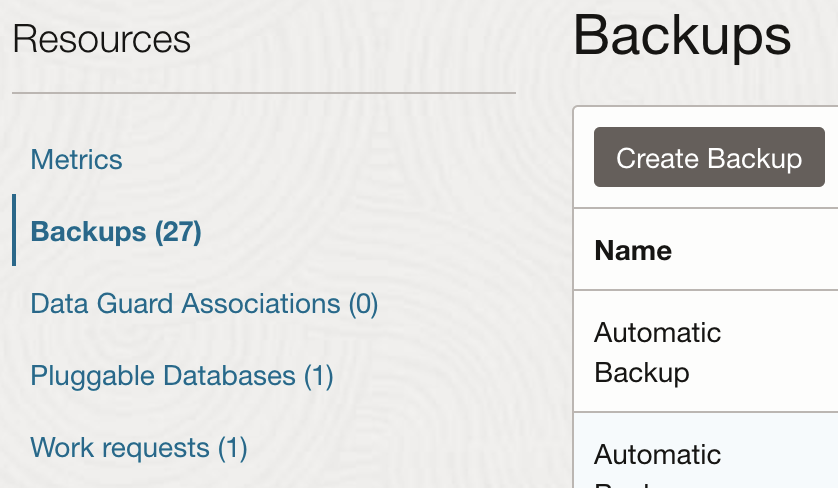 Resources
Metrics
Backups (27)
Data Guard Associations (0)
Pluggable Databases (1)
Work requests (1)
Backups
Create Backup
Name
Automatic
Backup
Automatic